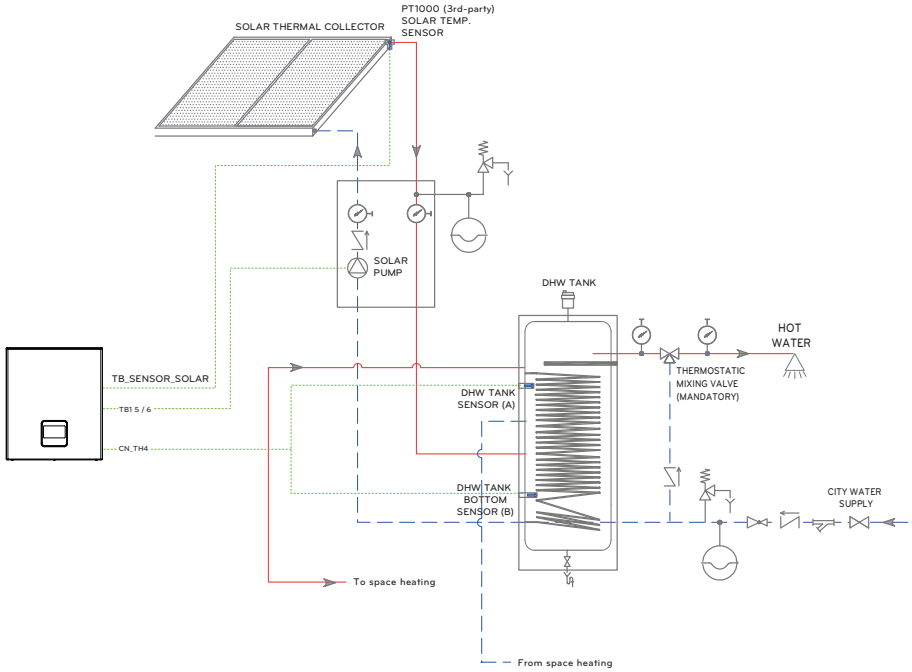 PT1000 (3rd-party)
SOLAR TEMP.
SENSOR
SOLAR THERMAL COLLECTOR
SOLAR
PUMP
DHW TANK
HOT
WATER
THERMOSTATIC
MIXING VALVE
(MANDATORY)
TB_SENSOR_SOLAR
TB1 5 / 6
CN_TH4
DHW TANK
SENSOR (A)
DHW TANK
BOTTOM
SENSOR (B)
CITY WATER
SUPPLY
To space heating
From space heating